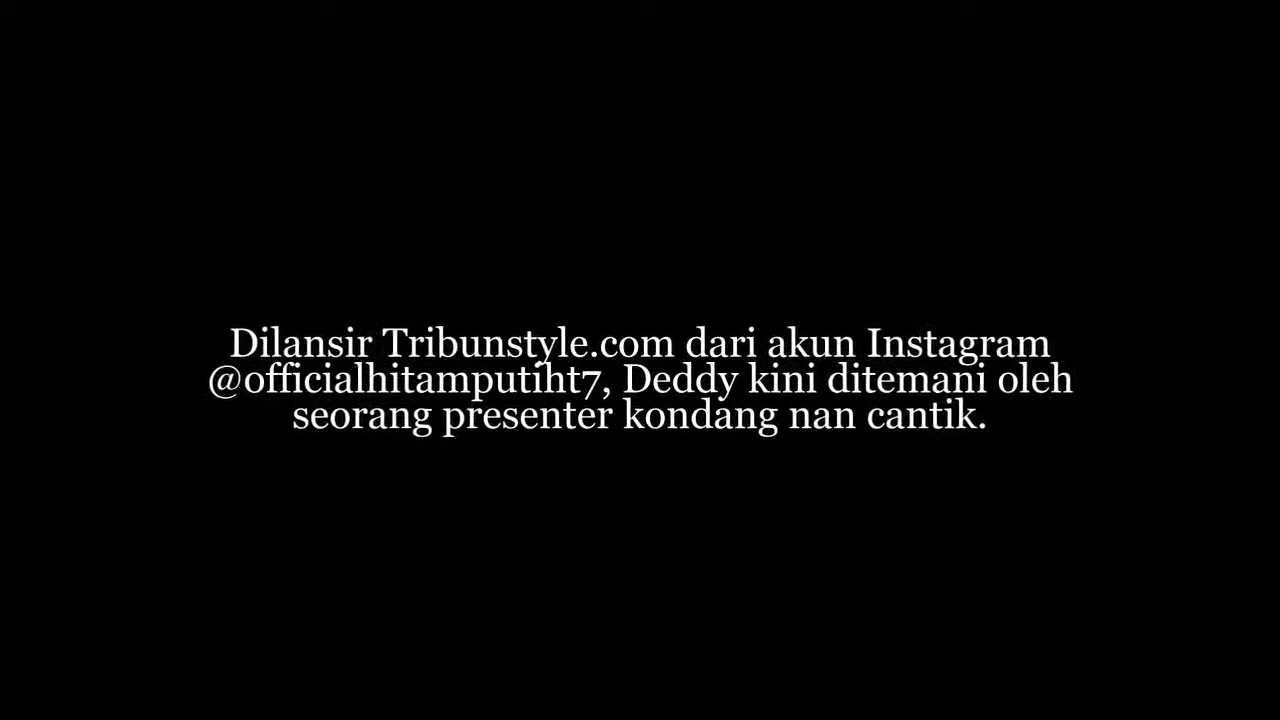 Dilansir Tribunstyle.com dari akun Instagram
@officialhitamputiht7, Deddy kini ditemani oleh
seorang presenter kondang nan cantik.